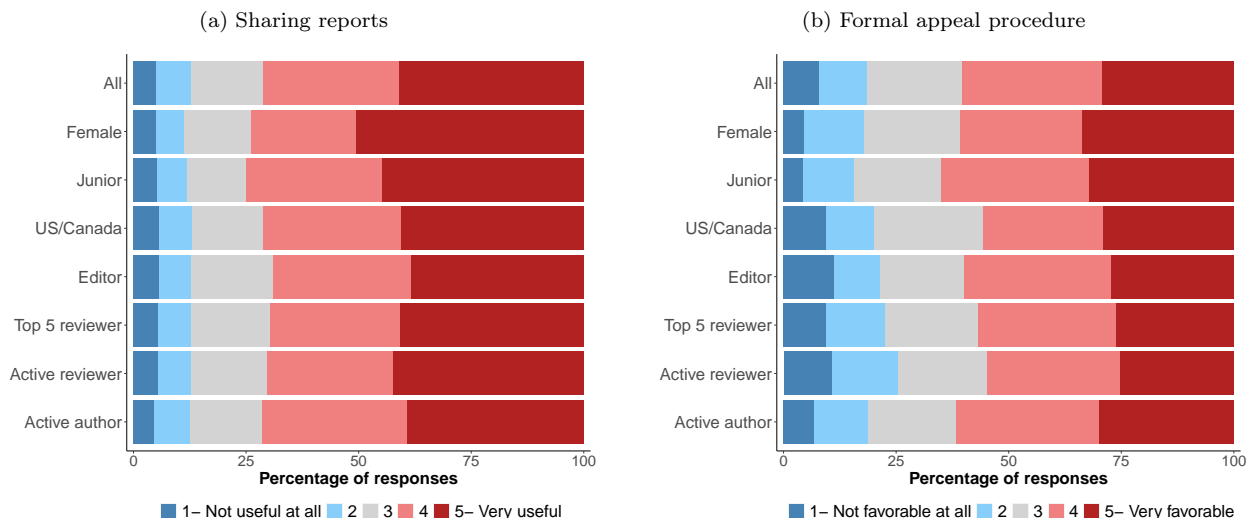 (a) Sharing reports
All
Female
Junior
US/Canada
Editor
Top 5 reviewer
Active reviewer
Active author
0 25 50 75 100
Percentage of responses
1– Not useful at all 2 3 4 5– Very useful
(b) Formal appeal procedure
All
Female
Junior
US/Canada
Editor
Top 5 reviewer
Active reviewer
Active author
0 25 50 75 100
Percentage of responses
1– Not favorable at all 2 3 4 5– Very favorable